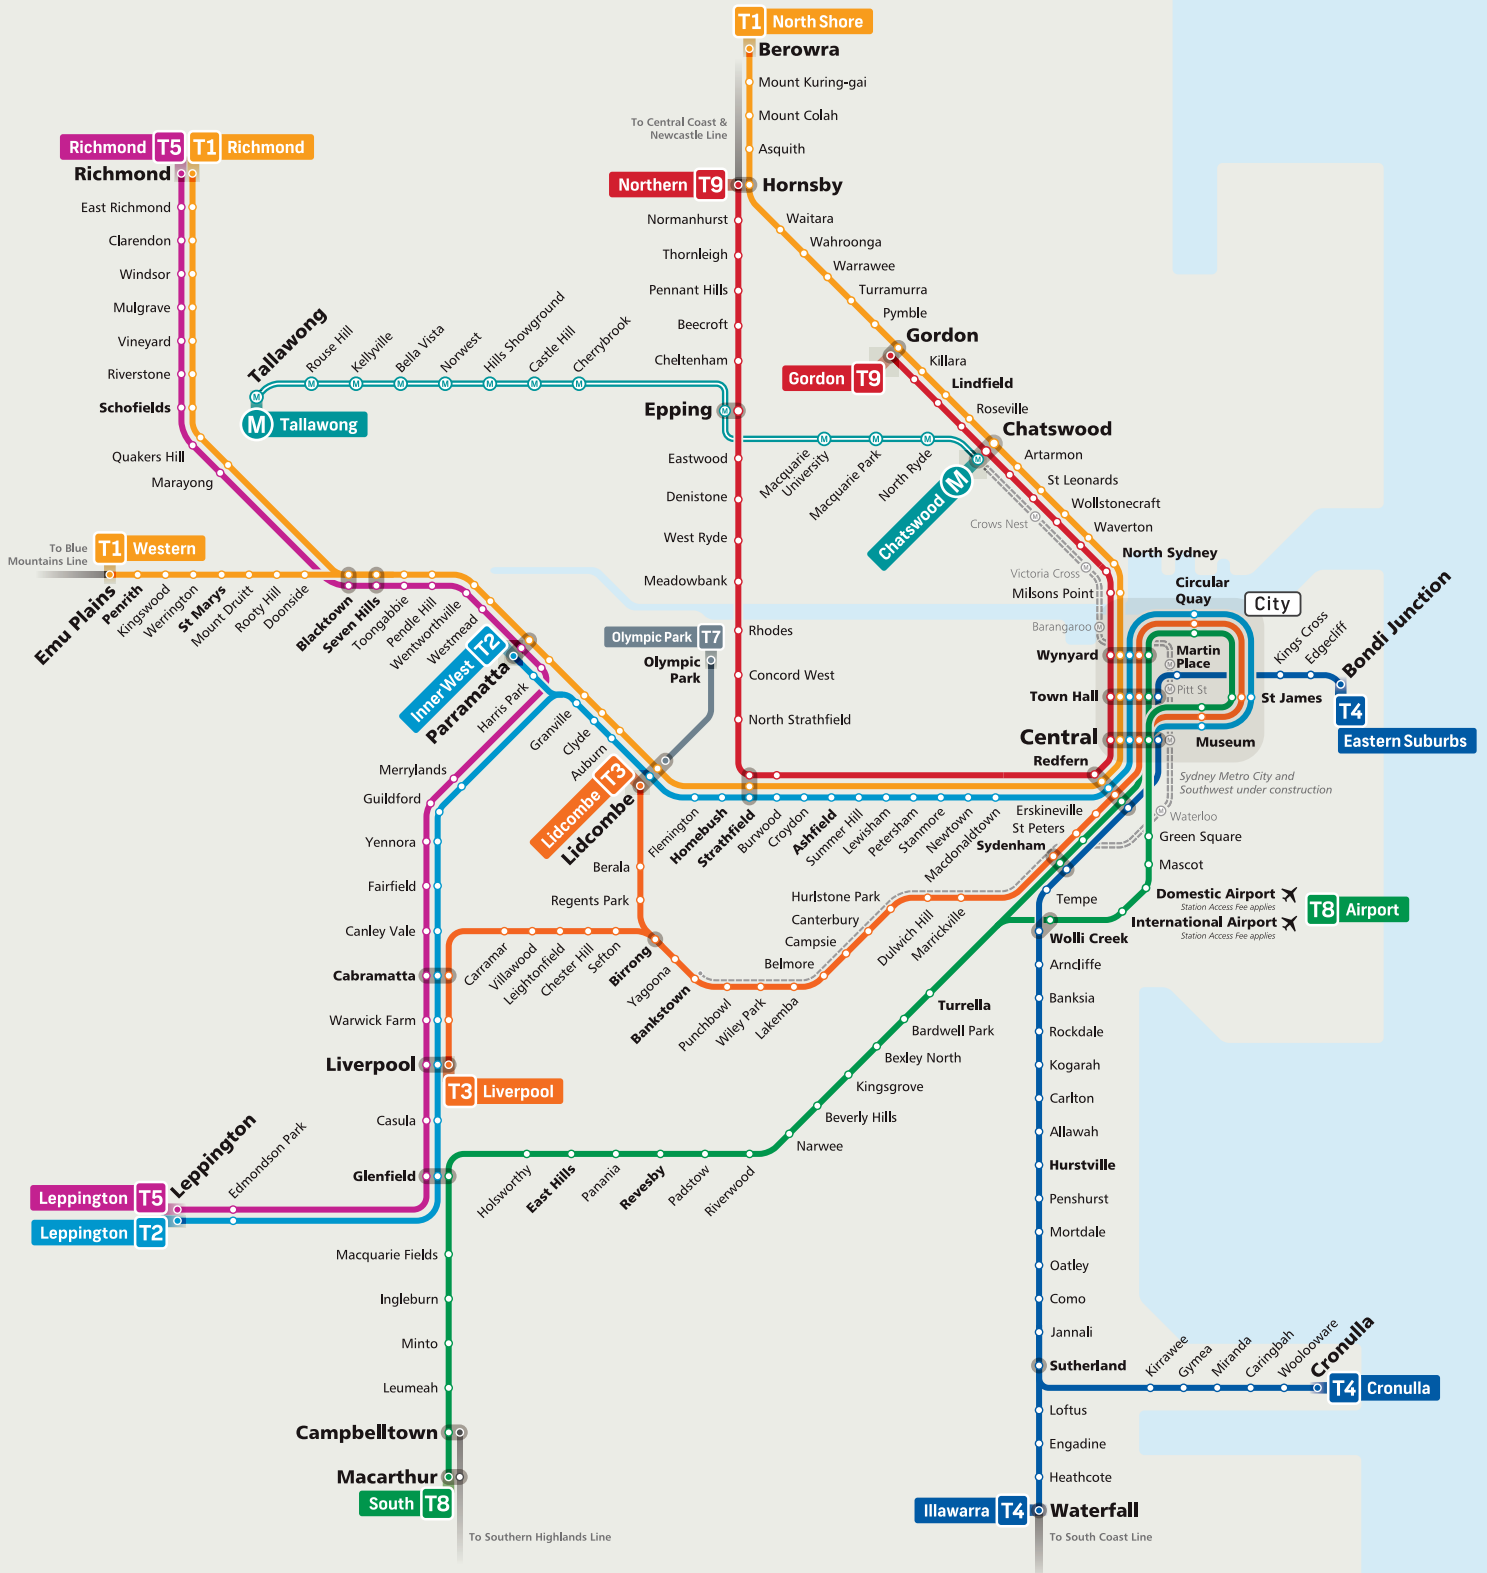 T1 North Shore
Berowra
Mount Kuring-gai
Mount Colah
Asquith
To Central Coast &
Newcastle Line
Northern T9
Hornsby
Normanhurst
Thornleigh
Pennant Hills
Beecroft
Cheltenham
Epping
Eastwood
Denistone
West Ryde
Meadowbank
Rhodes
Concord West
North Strathfield
Waitara
Wahroonga
Warrawee
Turramurra
Pymble
Gordon
Gordon T9
Killara
Lindfield
Roseville
Chatswood
Artarmon
St Leonards
Wollstonecraft
Waverton
North Sydney
Milsons Point
Richmond T5
T1 Richmond
Richmond
East Richmond
Clarendon
Windsor
Mulgrave
Vineyard
Riverstone
Schofields
Quakers Hill
Marayong
Tallawong
M Tallawong
M
Rouse Hill
M
Kellyville
M
Bella Vista
M
Norwest
M
Hills Showground
M
Castle Hill
M
Cherrybrook
M
M
Macquarie
University
M
Macquarie Park
M
North Ryde
M
M
Chatswood M
Crows Nest
M
Victoria Cross
M
Barangaroo
M
To Blue
Mountains Line
T1 Western
Emu Plains
Penrith
Kingswood
Werrington
St Marys
Mount Druitt
Rooty Hill
Doonside
Blacktown
Seven Hills
Toongabbie
Pendle Hill
Wentworthville
Westmead
Inner West T2
Parramatta
Harris Park
Granville
Clyde
Auburn
Lidcombe T3
Lidcombe
Olympic Park T7
Olympic
Park
Flemington
Homebush
Strathfield
Burwood
Croydon
Ashfield
Summer Hill
Lewisham
Petersham
Stanmore
Newtown
Macdonaldtown
Circular
Quay
City
Wynyard
Martin
Place
M
Town Hall
M
Pitt St
St James
Central
M
Museum
Redfern
Kings Cross
Edgecliff
Bondi Junction
T4
Eastern Suburbs
Sydney Metro City and
Southwest under construction
Erskineville
St Peters
Sydenham
M
Waterloo
Green Square
Mascot
Domestic Airport
Station Access Fee applies
International Airport
Station Access Fee applies
T8 Airport
Merrylands
Guildford
Yennora
Fairfield
Canley Vale
Cabramatta
Warwick Farm
Liverpool
T3 Liverpool
Casula
Glenfield
Leppington
Edmondson Park
Leppington T5
Leppington T2
Berala
Regents Park
Carramar
Villawood
Leightonfield
Chester Hill
Sefton
Birrong
Yagoona
Bankstown
Punchbowl
Wiley Park
Lakemba
Belmore
Campsie
Canterbury
Hurlstone Park
Dulwich Hill
Marrickville
Tempe
Wolli Creek
Turrella
Bardwell Park
Bexley North
Kingsgrove
Beverly Hills
Narwee
Riverwood
Padstow
Revesby
Panania
East Hills
Holsworthy
Macquarie Fields
Ingleburn
Minto
Leumeah
Campbelltown
Macarthur
South T8
To Southern Highlands Line
Arncliffe
Banksia
Rockdale
Kogarah
Carlton
Allawah
Hurstville
Penshurst
Mortdale
Oatley
Como
Jannali
Sutherland
Kirrawee
Gymea
Miranda
Caringbah
Woolooware
Cronulla
T4 Cronulla
Loftus
Engadine
Heathcote
Illawarra T4
Waterfall
To South Coast Line